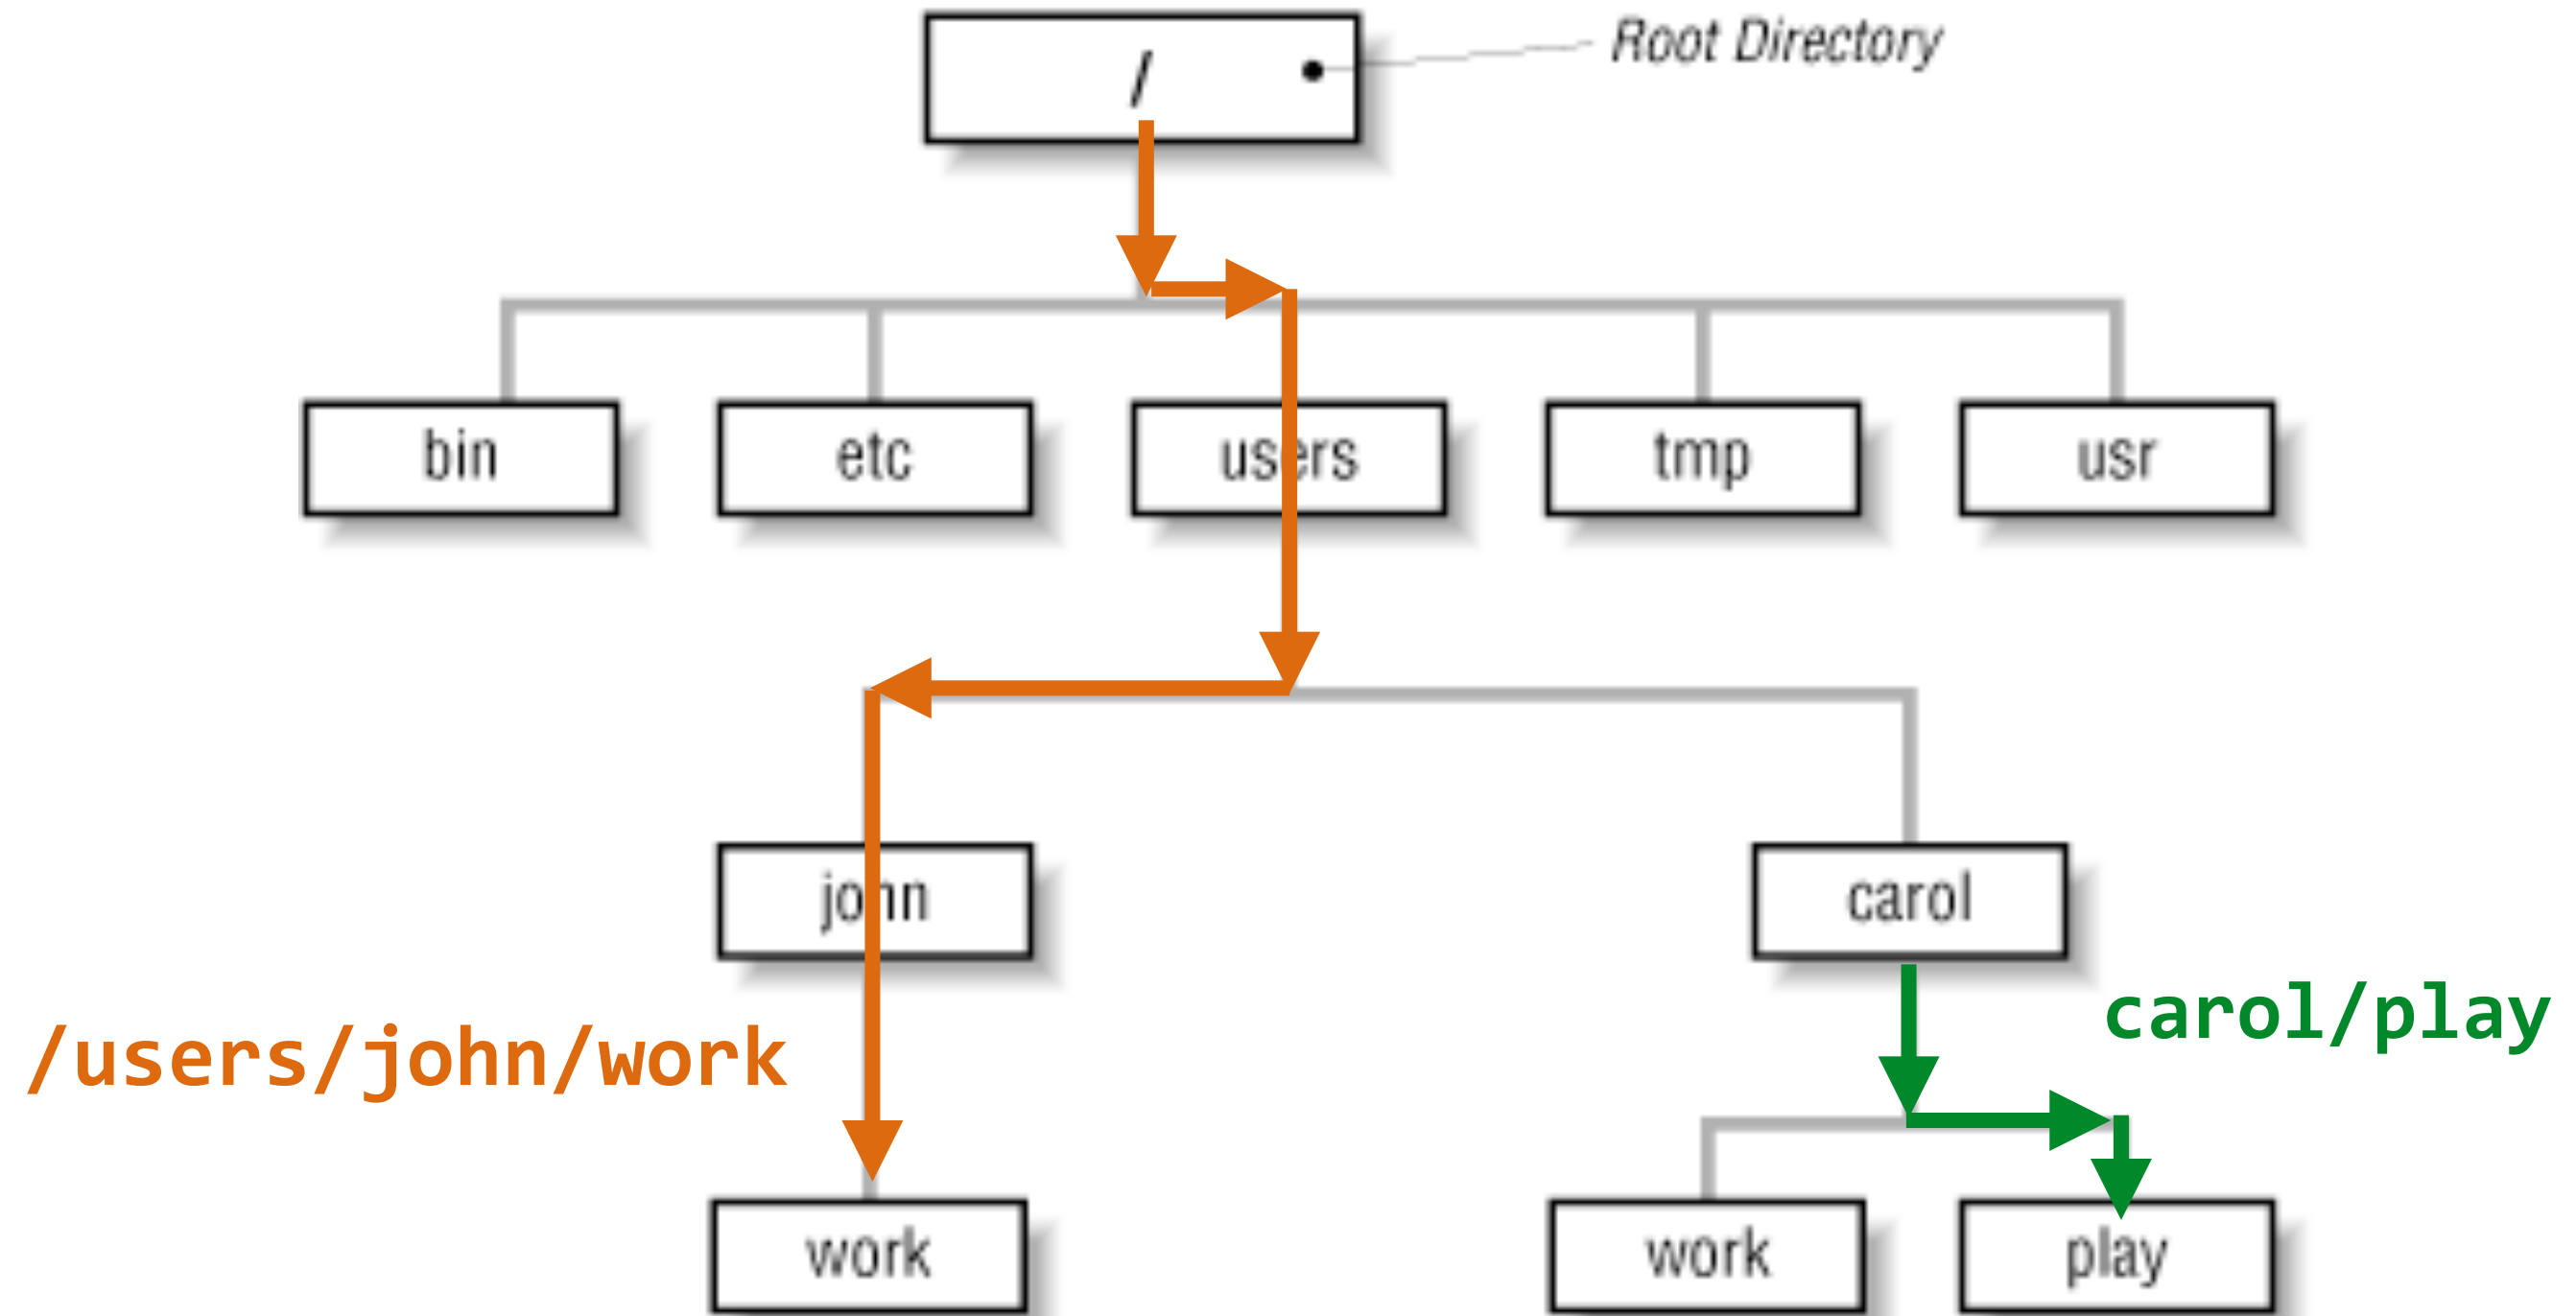 /
Root Directory
bin
etc
users
tmp
usr
john
carol
/users/john/work
carol/play
work
work
play